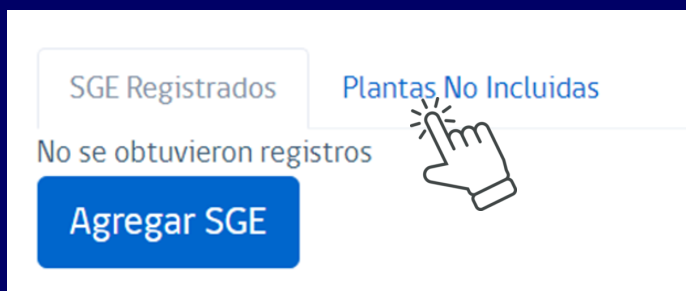 SGE Registrados
Plantas No Incluidas
No se obtuvieron registros
Agregar SGE